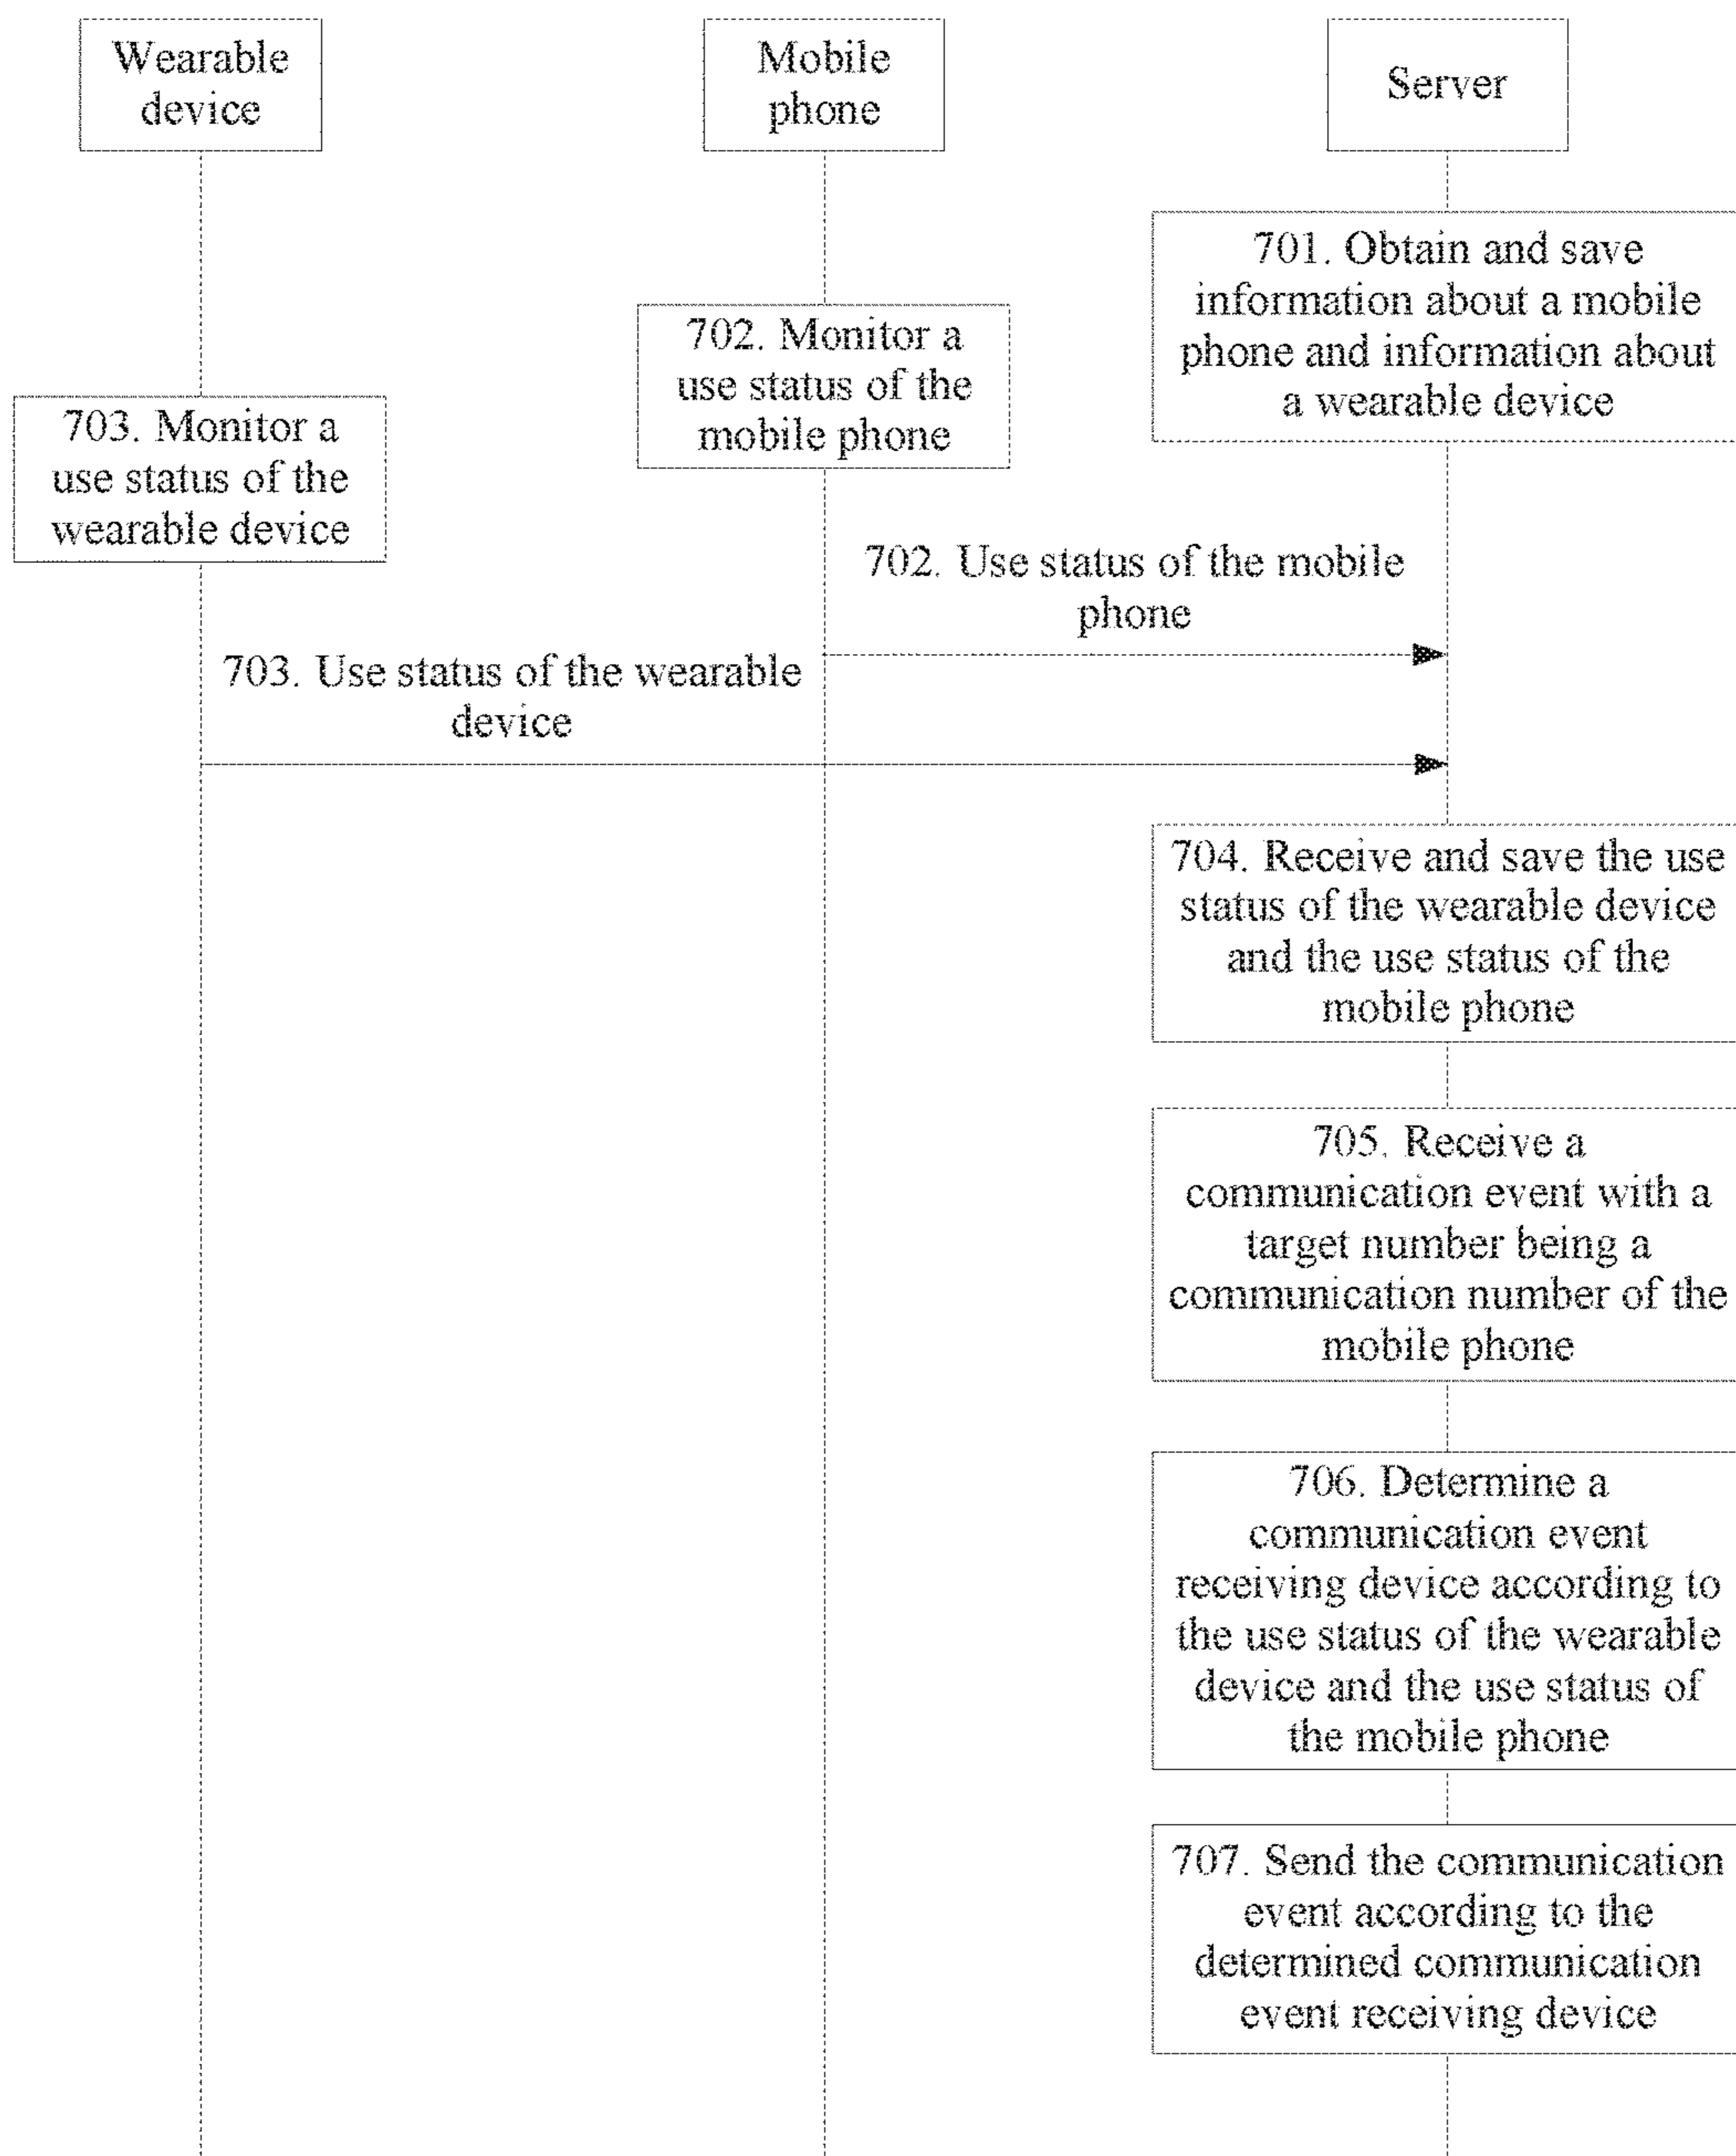 Wearable
device
Mobile
phone
Server
701. Obtain and save
information about a mobile
phone and information about
a wearable device
702. Monitor a
use status of the
mobile phone
703. Monitor a
use status of the
wearable device
702. Use status of the mobile
phone
703. Use status of the wearable
device
704. Receive and save the use
status of the wearable device
and the use status of the
mobile phone
705. Receive a
communication event with a
target number being a
communication number of the
mobile phone
706. Determine a
communication event
receiving device according to
the use status of the wearable
device and the use status of
the mobile phone
707. Send the communication
event according to the
determined communication
event receiving device